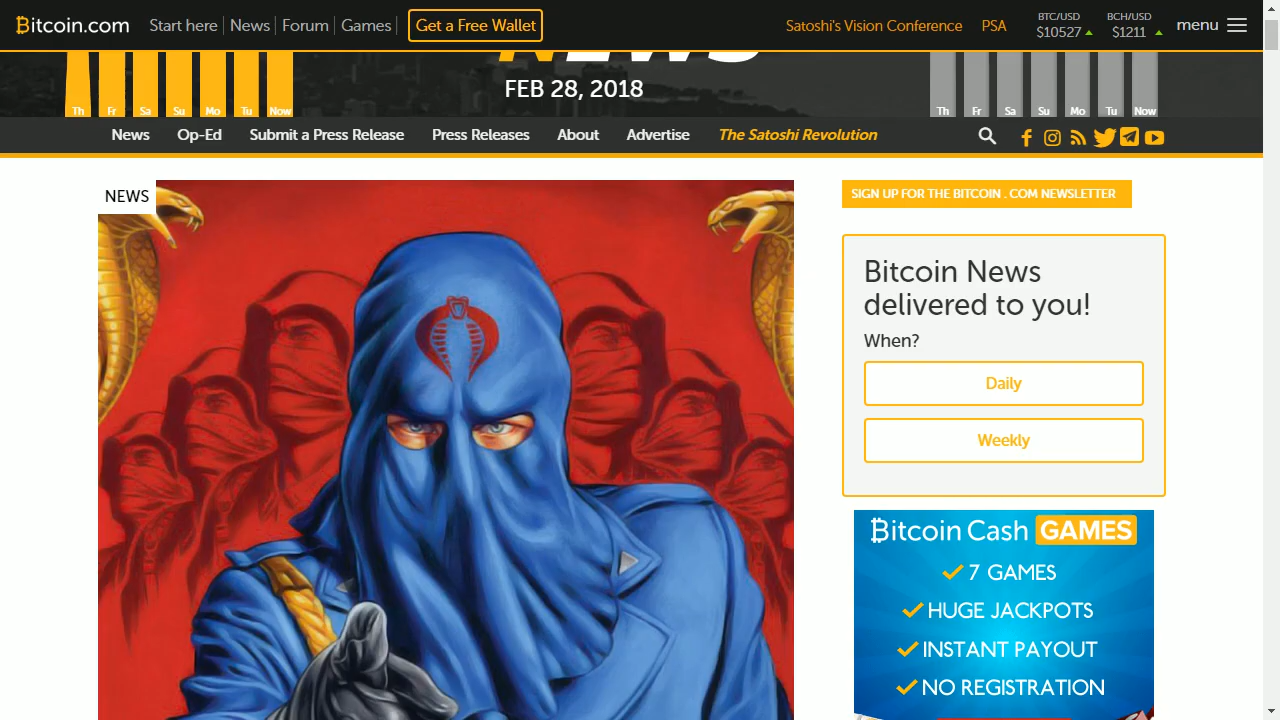 Bitcoin.com
Start here
News
Forum
Games
Get a Free Wallet
Satoshi's Vision Conference
PSA
BTC/USD
$10527
BCH/USD
$1211
menu
NEWS
FEB 28, 2018
Th Fr Sa Su Mo Tu Now
Th Fr Sa Su Mo Tu Now
News
Op-Ed
Submit a Press Release
Press Releases
About
Advertise
The Satoshi Revolution
NEWS
SIGN UP FOR THE BITCOIN . COM NEWSLETTER
Bitcoin News
delivered to you!
When?
Daily
Weekly
Bitcoin Cash GAMES
7 GAMES
HUGE JACKPOTS
INSTANT PAYOUT
NO REGISTRATION